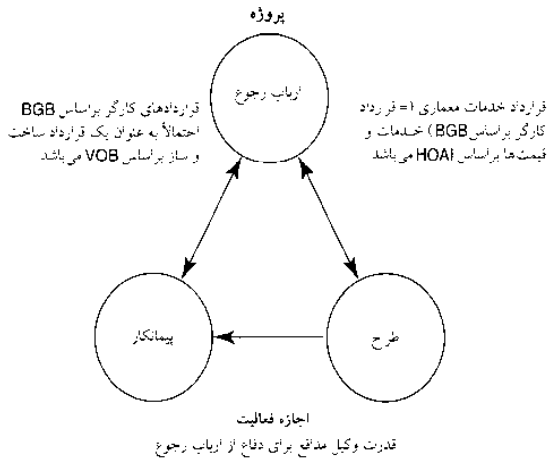 پروژه
ارباب رجوع
قرارداد خدمات معماری (= قرارداد
کارگر براساس BGB) خدمات و
قیمت‌ها براساس HOAI می‌باشد
قراردادهای کارگر براساس BGB
احتمالاً به عنوان یک قرارداد ساخت
و ساز براساس VOB می‌باشد
طرح
پیمانکار
اجازه فعالیت
قدرت وکیل مدافع برای دفاع از ارباب رجوع